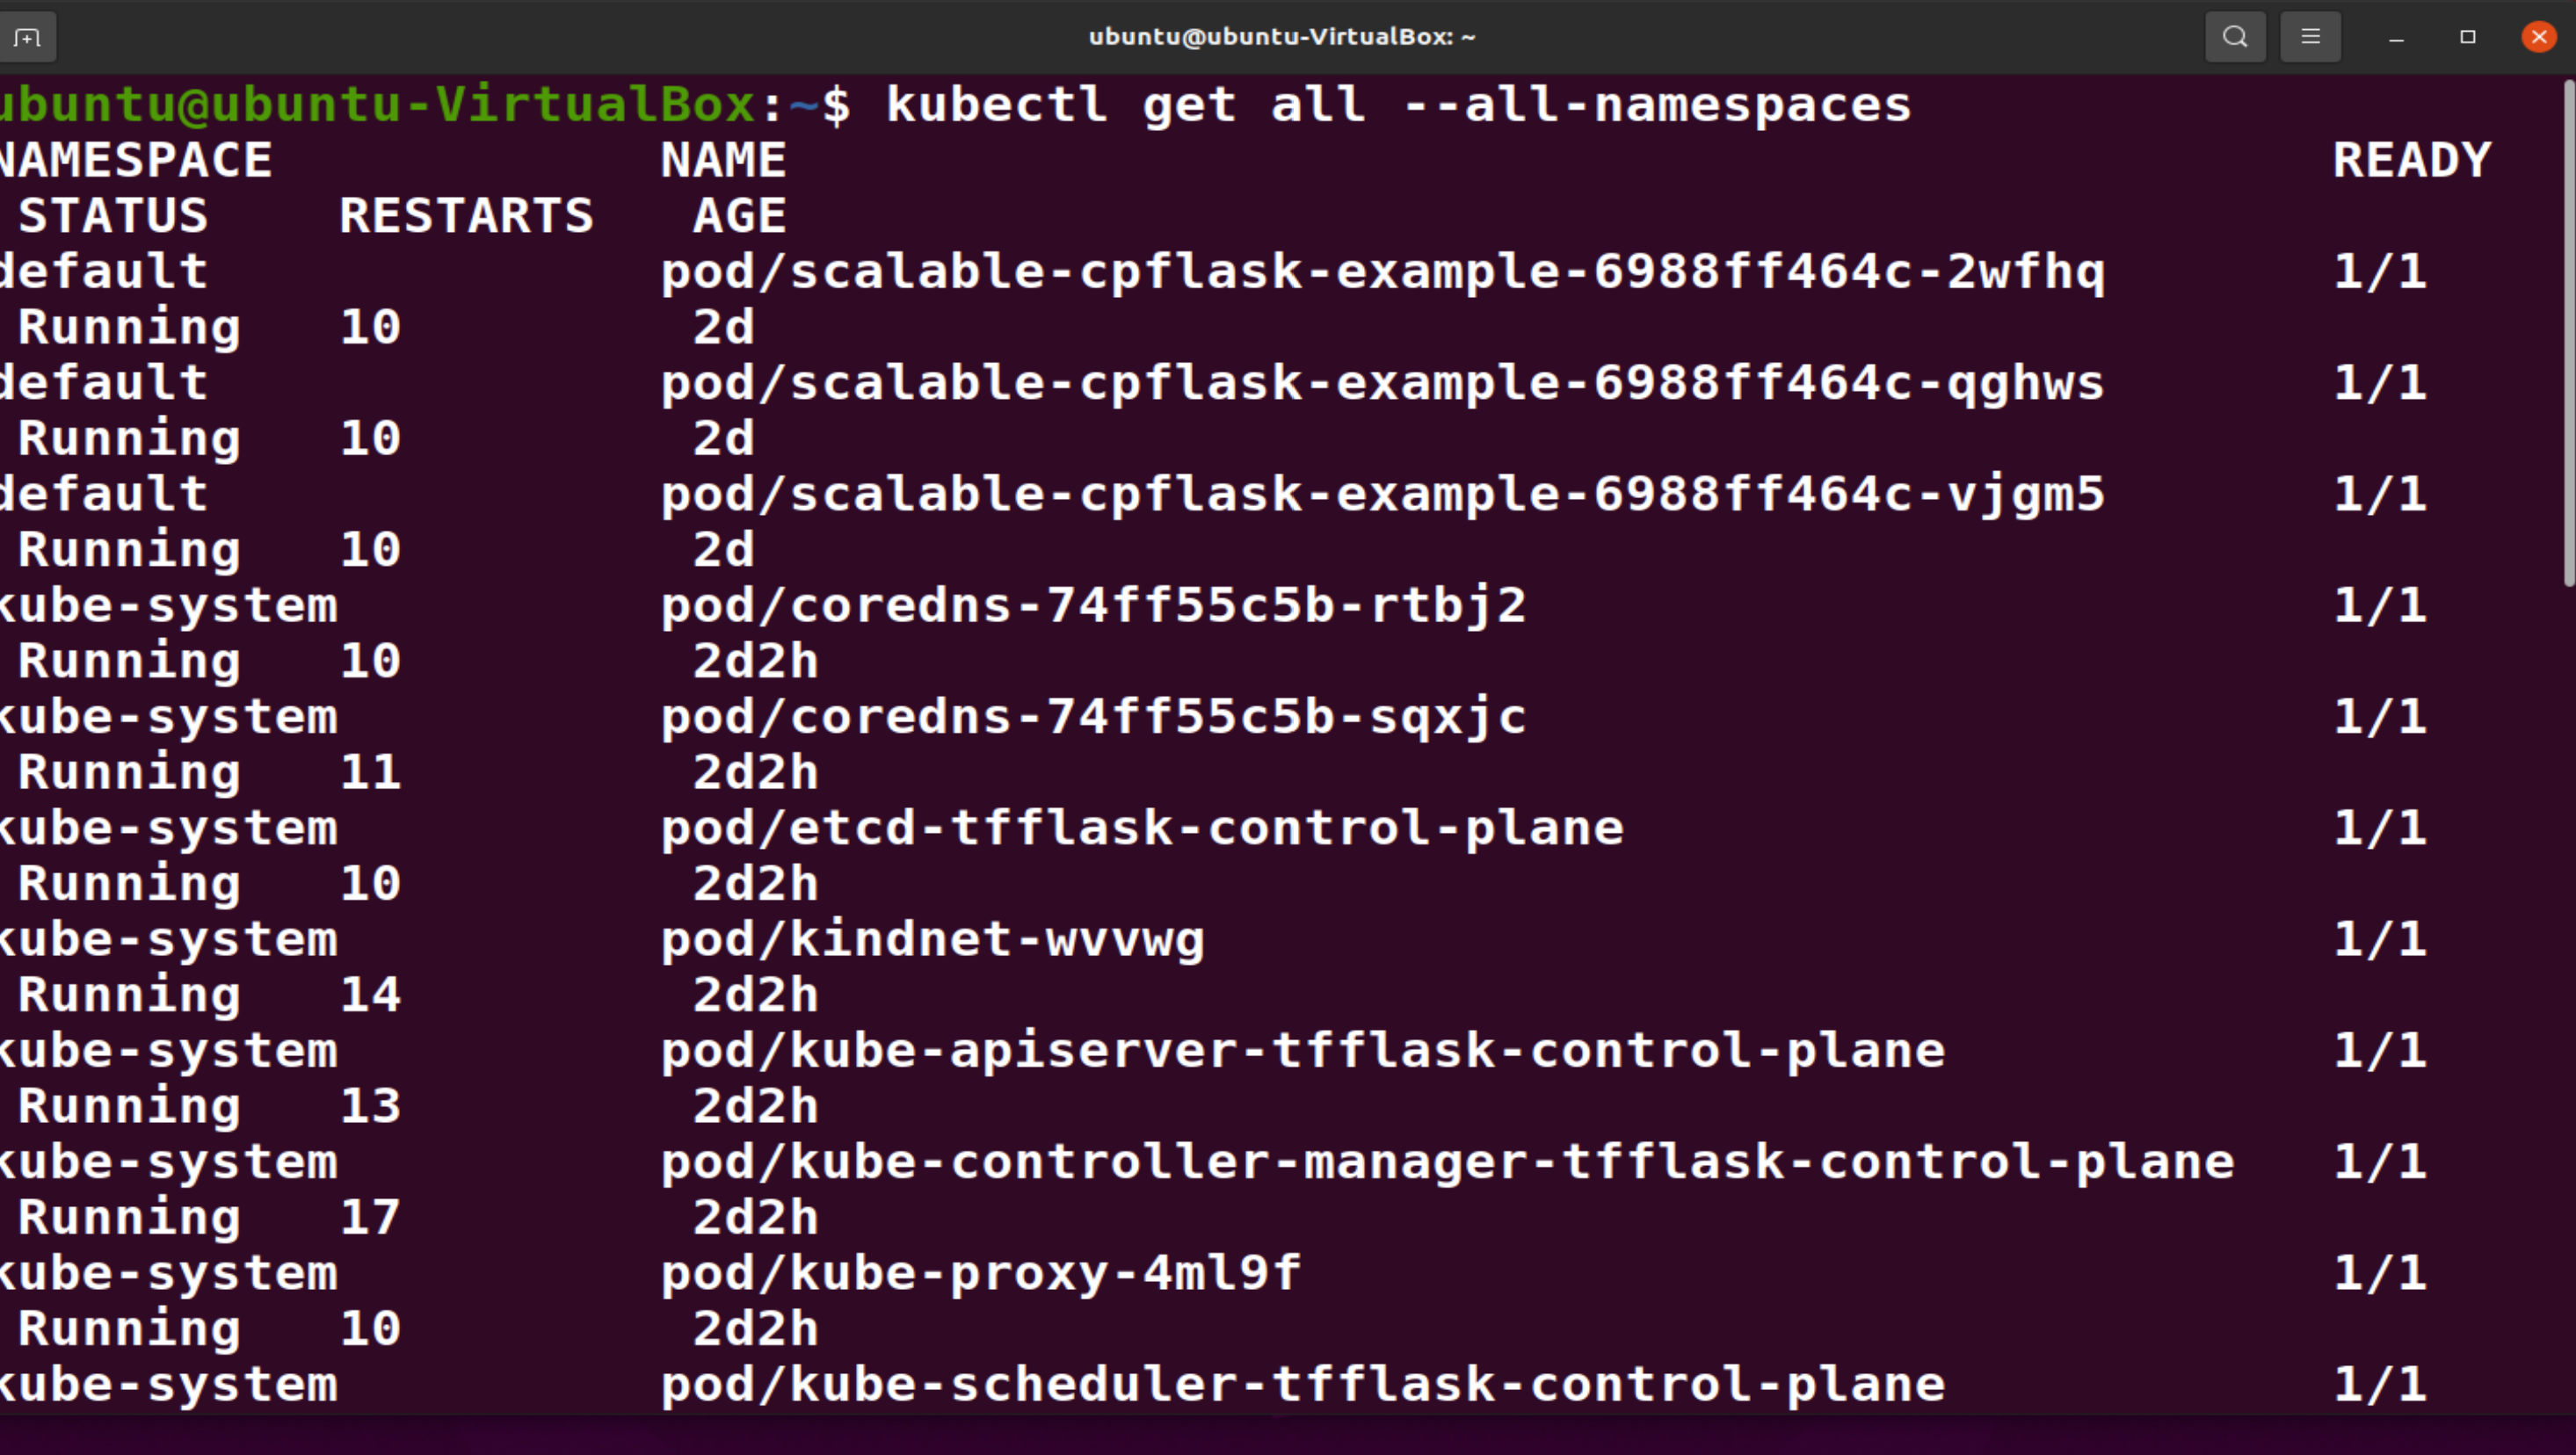 ubuntu@ubuntu-VirtualBox: ~
ubuntu@ubuntu-VirtualBox:~$ kubectl get all --all-namespaces
NAMESPACE NAME READY
STATUS RESTARTS AGE
default pod/scalable-cpflask-example-6988ff464c-2wfhq 1/1
Running 10 2d
default pod/scalable-cpflask-example-6988ff464c-qghws 1/1
Running 10 2d
default pod/scalable-cpflask-example-6988ff464c-vjgm5 1/1
Running 10 2d
kube-system pod/coredns-74ff55c5b-rtbj2 1/1
Running 10 2d2h
kube-system pod/coredns-74ff55c5b-sqxjc 1/1
Running 11 2d2h
kube-system pod/etcd-tfflask-control-plane 1/1
Running 10 2d2h
kube-system pod/kindnet-wvvwg 1/1
Running 14 2d2h
kube-system pod/kube-apiserver-tfflask-control-plane 1/1
Running 13 2d2h
kube-system pod/kube-controller-manager-tfflask-control-plane 1/1
Running 17 2d2h
kube-system pod/kube-proxy-4ml9f 1/1
Running 10 2d2h
kube-system pod/kube-scheduler-tfflask-control-plane 1/1